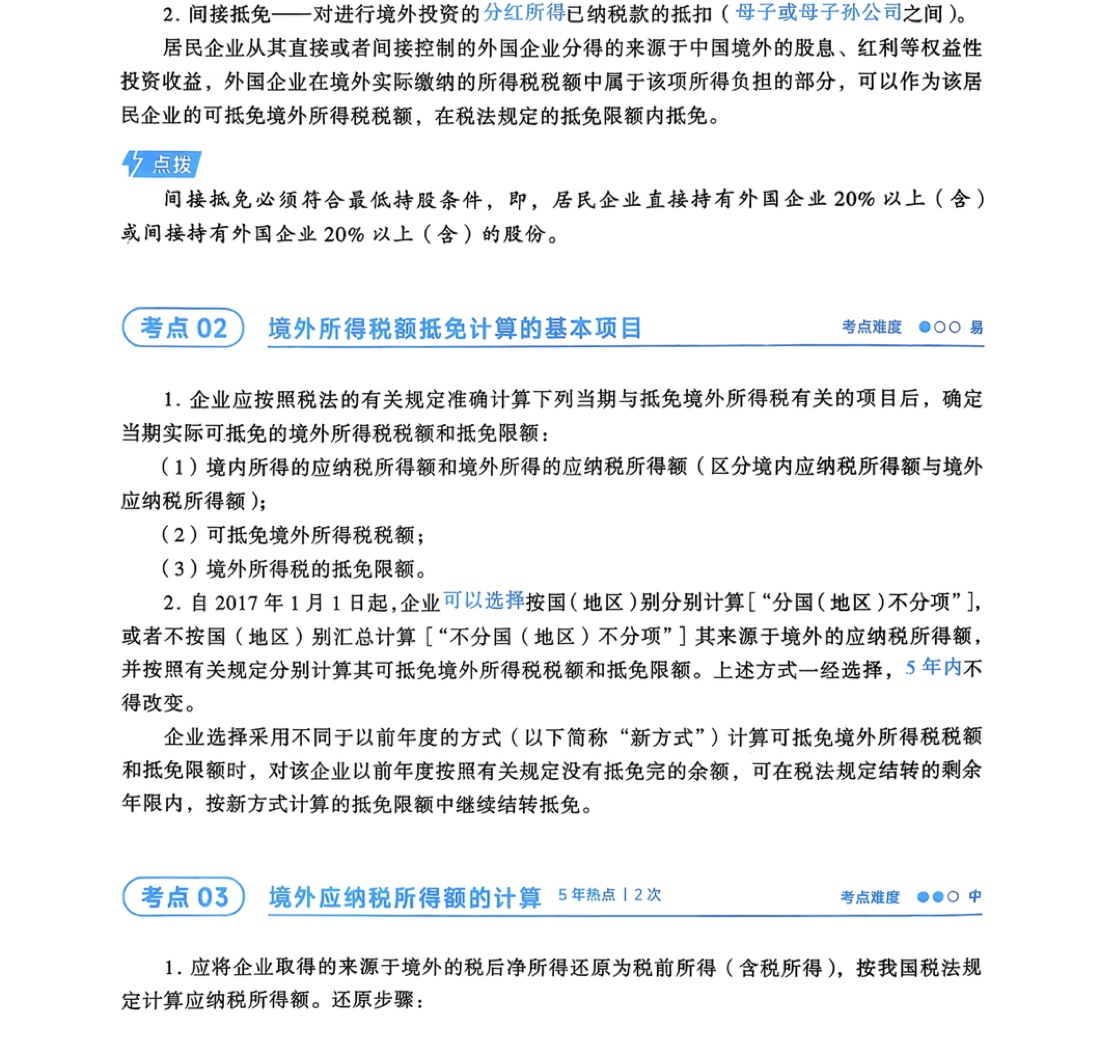 2. 间接抵免——对进行境外投资的分红所得已纳税款的抵扣（母子或母子孙公司之间）。
居民企业从其直接或者间接控制的外国企业分得的来源于中国境外的股息、红利等权益性
投资收益，外国企业在境外实际缴纳的所得税税额中属于该项所得负担的部分，可以作为该居
民企业的可抵免境外所得税税额，在税法规定的抵免限额内抵免。
点拨
间接抵免必须符合最低持股条件，即，居民企业直接持有外国企业 20% 以上（含）
或间接持有外国企业 20% 以上（含）的股份。
考点 02 境外所得税额抵免计算的基本项目 考点难度 易
1. 企业应按照税法的有关规定准确计算下列当期与抵免境外所得税有关的项目后，确定
当期实际可抵免的境外所得税税额和抵免限额：
（1）境内所得的应纳税所得额和境外所得的应纳税所得额（区分境内应纳税所得额与境外
应纳税所得额）；
（2）可抵免境外所得税税额；
（3）境外所得税的抵免限额。
2. 自 2017 年 1 月 1 日起，企业可以选择按国（地区）别分别计算［“分国（地区）不分项”］，
或者不按国（地区）别汇总计算［“不分国（地区）不分项”］其来源于境外的应纳税所得额，
并按照有关规定分别计算其可抵免境外所得税税额和抵免限额。上述方式一经选择，5 年内不
得改变。
企业选择采用不同于以前年度的方式（以下简称“新方式”）计算可抵免境外所得税税额
和抵免限额时，对该企业以前年度按照有关规定没有抵免完的余额，可在税法规定结转的剩余
年限内，按新方式计算的抵免限额中继续结转抵免。
考点 03 境外应纳税所得额的计算 5 年热点 | 2 次 考点难度 中
1. 应将企业取得的来源于境外的税后净所得还原为税前所得（含税所得），按我国税法规
定计算应纳税所得额。还原步骤：